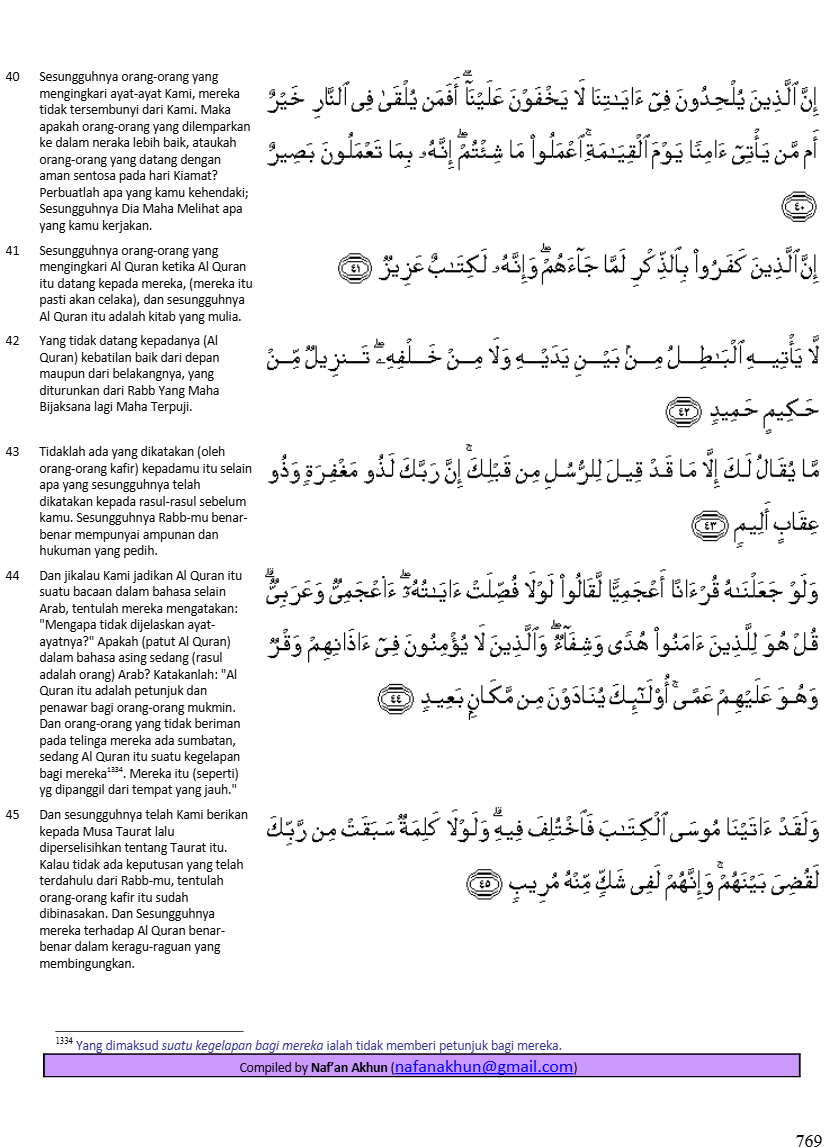 40 Sesungguhnya orang-orang yang
mengingkari ayat-ayat Kami, mereka
tidak tersembunyi dari Kami. Maka
apakah orang-orang yang dilemparkan
ke dalam neraka lebih baik, ataukah
orang-orang yang datang dengan
aman sentosa pada hari Kiamat?
Perbuatlah apa yang kamu kehendaki;
Sesungguhnya Dia Maha Melihat apa
yang kamu kerjakan.
إِنَّ ٱلَّذِينَ يُلْحِدُونَ فِىٓ ءَايَـٰتِنَا لَا يَخْفَوْنَ عَلَيْنَآ ۗ أَفَمَن يُلْقَىٰ فِى ٱلنَّارِ خَيْرٌ
أَم مَّن يَأْتِىٓ ءَامِنًا يَوْمَ ٱلْقِيَـٰمَةِ ۚ ٱعْمَلُوا۟ مَا شِئْتُمْ ۖ إِنَّهُۥ بِمَا تَعْمَلُونَ بَصِيرٌ
٤٠
41 Sesungguhnya orang-orang yang
mengingkari Al Quran ketika Al Quran
itu datang kepada mereka, (mereka itu
pasti akan celaka), dan sesungguhnya
Al Quran itu adalah kitab yang mulia.
إِنَّ ٱلَّذِينَ كَفَرُوا۟ بِٱلذِّكْرِ لَمَّا جَآءَهُمْ ۖ وَإِنَّهُۥ لَكِتَـٰبٌ عَزِيزٌ ٤١
42 Yang tidak datang kepadanya (Al
Quran) kebatilan baik dari depan
maupun dari belakangnya, yang
diturunkan dari Rabb Yang Maha
Bijaksana lagi Maha Terpuji.
لَّا يَأْتِيهِ ٱلْبَـٰطِلُ مِنۢ بَيْنِ يَدَيْهِ وَلَا مِنْ خَلْفِهِۦ ۖ تَنزِيلٌ مِّنْ
حَكِيمٍ حَمِيدٍ ٤٢
43 Tidaklah ada yang dikatakan (oleh
orang-orang kafir) kepadamu itu selain
apa yang sesungguhnya telah
dikatakan kepada rasul-rasul sebelum
kamu. Sesungguhnya Rabb-mu benar-
benar mempunyai ampunan dan
hukuman yang pedih.
مَّا يُقَالُ لَكَ إِلَّا مَا قَدْ قِيلَ لِلرُّسُلِ مِن قَبْلِكَ ۚ إِنَّ رَبَّكَ لَذُو مَغْفِرَةٍ وَذُو
عِقَابٍ أَلِيمٍ ٤٣
44 Dan jikalau Kami jadikan Al Quran itu
suatu bacaan dalam bahasa selain
Arab, tentulah mereka mengatakan:
"Mengapa tidak dijelaskan ayat-
ayatnya?" Apakah (patut Al Quran)
dalam bahasa asing sedang (rasul
adalah orang) Arab? Katakanlah: "Al
Quran itu adalah petunjuk dan
penawar bagi orang-orang mukmin.
Dan orang-orang yang tidak beriman
pada telinga mereka ada sumbatan,
sedang Al Quran itu suatu kegelapan
bagi mereka1334. Mereka itu (seperti)
yg dipanggil dari tempat yang jauh."
وَلَوْ جَعَلْنَـٰهُ قُرْءَانًا أَعْجَمِيًّا لَّقَالُوا۟ لَوْلَا فُصِّلَتْ ءَايَـٰتُهُۥٓ ۖ ءَا۬عْجَمِىٌّ وَعَرَبِىٌّ ۗ
قُلْ هُوَ لِلَّذِينَ ءَامَنُوا۟ هُدًى وَشِفَآءٌ ۖ وَٱلَّذِينَ لَا يُؤْمِنُونَ فِىٓ ءَاذَانِهِمْ وَقْرٌ
وَهُوَ عَلَيْهِمْ عَمًى ۚ أُو۟لَـٰٓئِكَ يُنَادَوْنَ مِن مَّكَانٍۭ بَعِيدٍ ٤٤
45 Dan sesungguhnya telah Kami berikan
kepada Musa Taurat lalu
diperselisihkan tentang Taurat itu.
Kalau tidak ada keputusan yang telah
terdahulu dari Rabb-mu, tentulah
orang-orang kafir itu sudah
dibinasakan. Dan Sesungguhnya
mereka terhadap Al Quran benar-
benar dalam keragu-raguan yang
membingungkan.
وَلَقَدْ ءَاتَيْنَا مُوسَى ٱلْكِتَـٰبَ فَٱخْتُلِفَ فِيهِ ۗ وَلَوْلَا كَلِمَةٌ سَبَقَتْ مِن رَّبِّكَ
لَقُضِىَ بَيْنَهُمْ ۚ وَإِنَّهُمْ لَفِى شَكٍّ مِّنْهُ مُرِيبٍ ٤٥
1334 Yang dimaksud suatu kegelapan bagi mereka ialah tidak memberi petunjuk bagi mereka.
Compiled by Naf'an Akhun (nafanakhun@gmail.com)
769